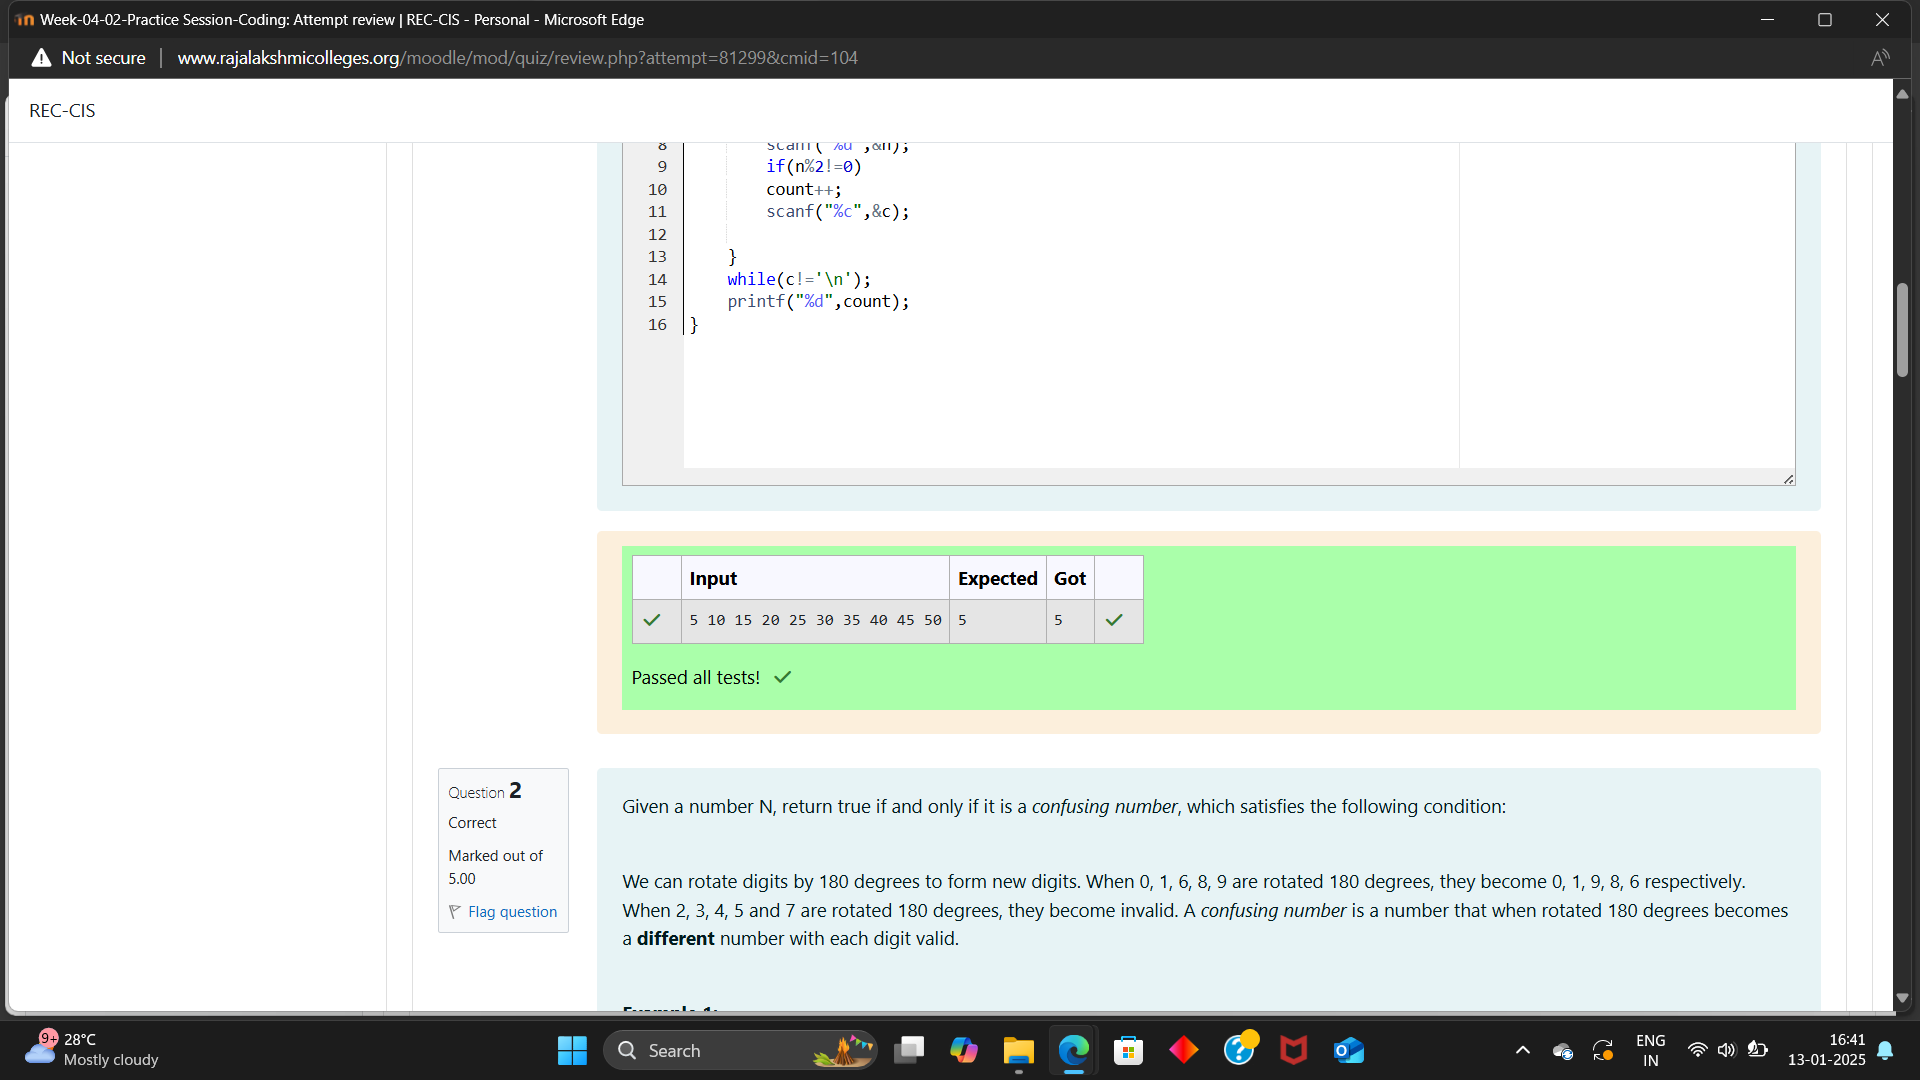 Week-04-02-Practice Session-Coding: Attempt review | REC-CIS - Personal - Microsoft Edge
Not secure | www.rajalakshmicolleges.org/moodle/mod/quiz/review.php?attempt=81299&cmid=104
REC-CIS
8 scanf("%d",&n);
9 if(n%2!=0)
10 count++;
11 scanf("%c",&c);
12
13 }
14 while(c!='\n');
15 printf("%d",count);
16 }
Input Expected Got
5 10 15 20 25 30 35 40 45 50 5 5
Passed all tests!
Question 2
Correct
Marked out of
5.00
Flag question
Given a number N, return true if and only if it is a confusing number, which satisfies the following condition:
We can rotate digits by 180 degrees to form new digits. When 0, 1, 6, 8, 9 are rotated 180 degrees, they become 0, 1, 9, 8, 6 respectively.
When 2, 3, 4, 5 and 7 are rotated 180 degrees, they become invalid. A confusing number is a number that when rotated 180 degrees becomes
a different number with each digit valid.
Example 1:
9+
28°C
Mostly cloudy
Search
ENG
IN
16:41
13-01-2025